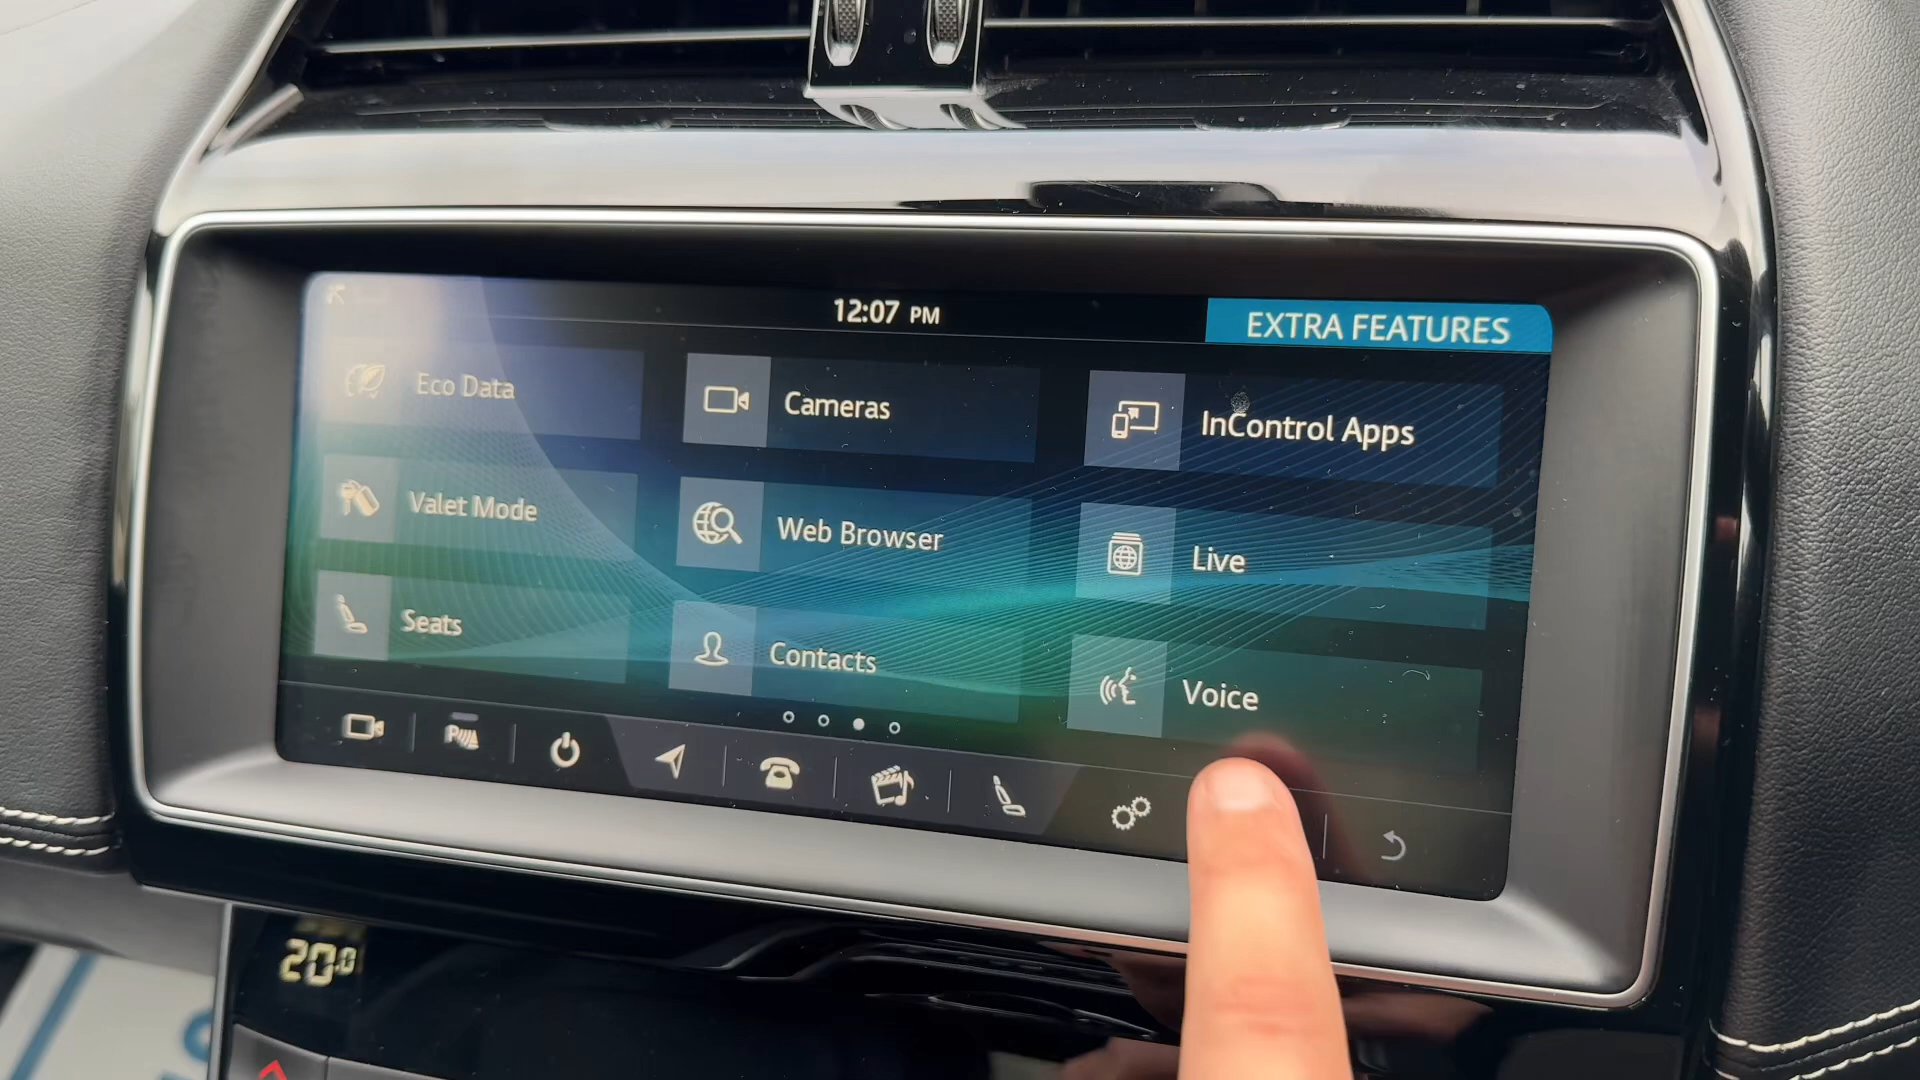 12:07 PM
EXTRA FEATURES
Eco Data
Cameras
InControl Apps
Valet Mode
Web Browser
Live
Seats
Contacts
Voice
P
20.0